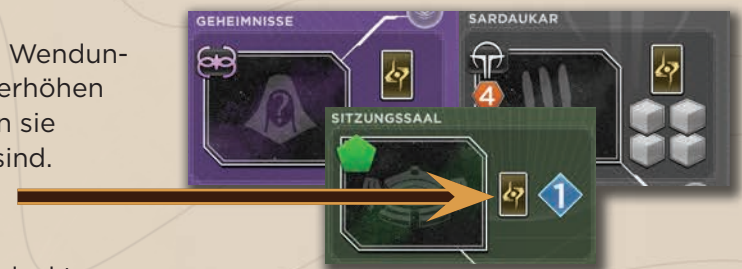 Wendun-
erhöhen
n sie
sind.
GEHEIMNISSE
?
SARDAUKAR
4
SITZUNGSSAAL
1